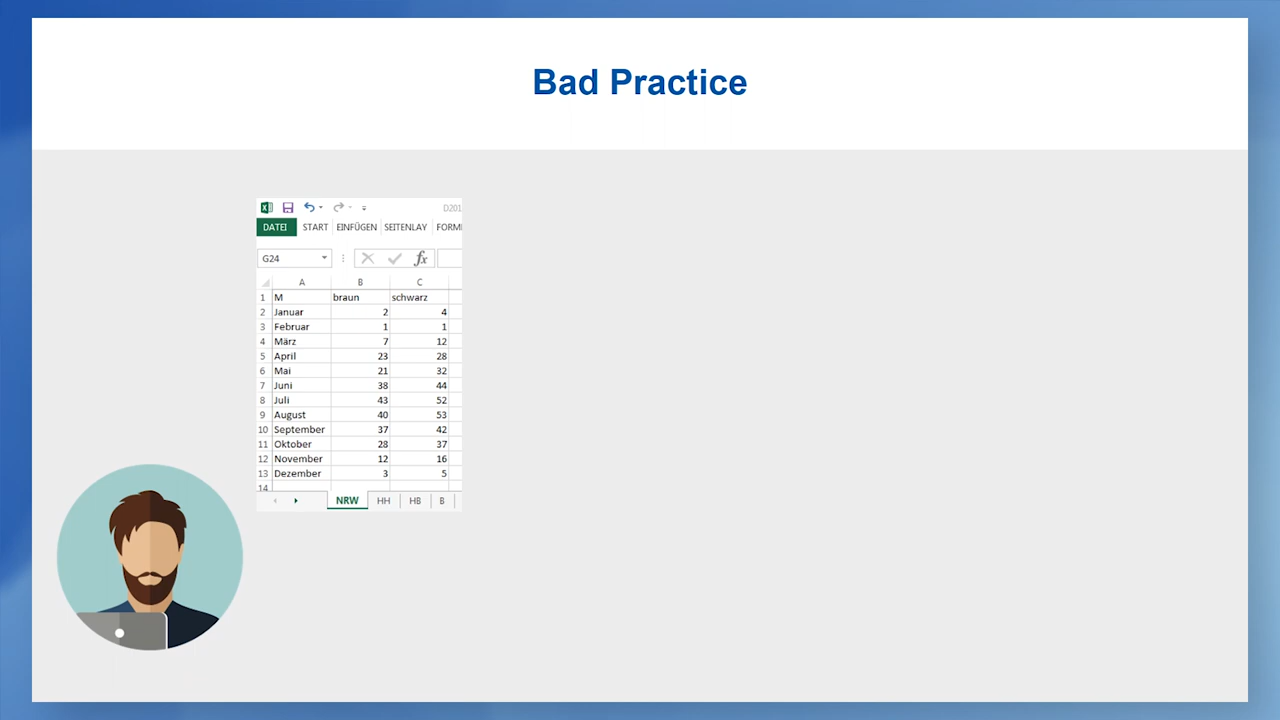 Bad Practice
D201
DATEI START EINFÜGEN SEITENLAY FORM
G24 fx
A B C
1 M braun schwarz
2 Januar 2 4
3 Februar 1 1
4 März 7 12
5 April 23 28
6 Mai 21 32
7 Juni 38 44
8 Juli 43 52
9 August 40 53
10 September 37 42
11 Oktober 28 37
12 November 12 16
13 Dezember 3 5
14
NRW HH HB B